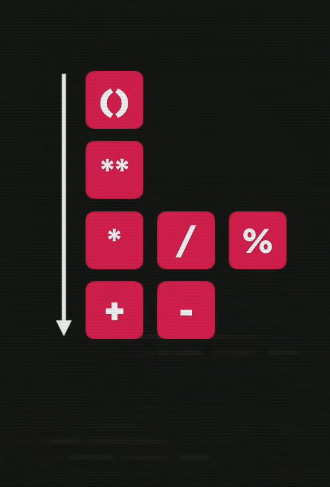 ()
**
* / %
+ -